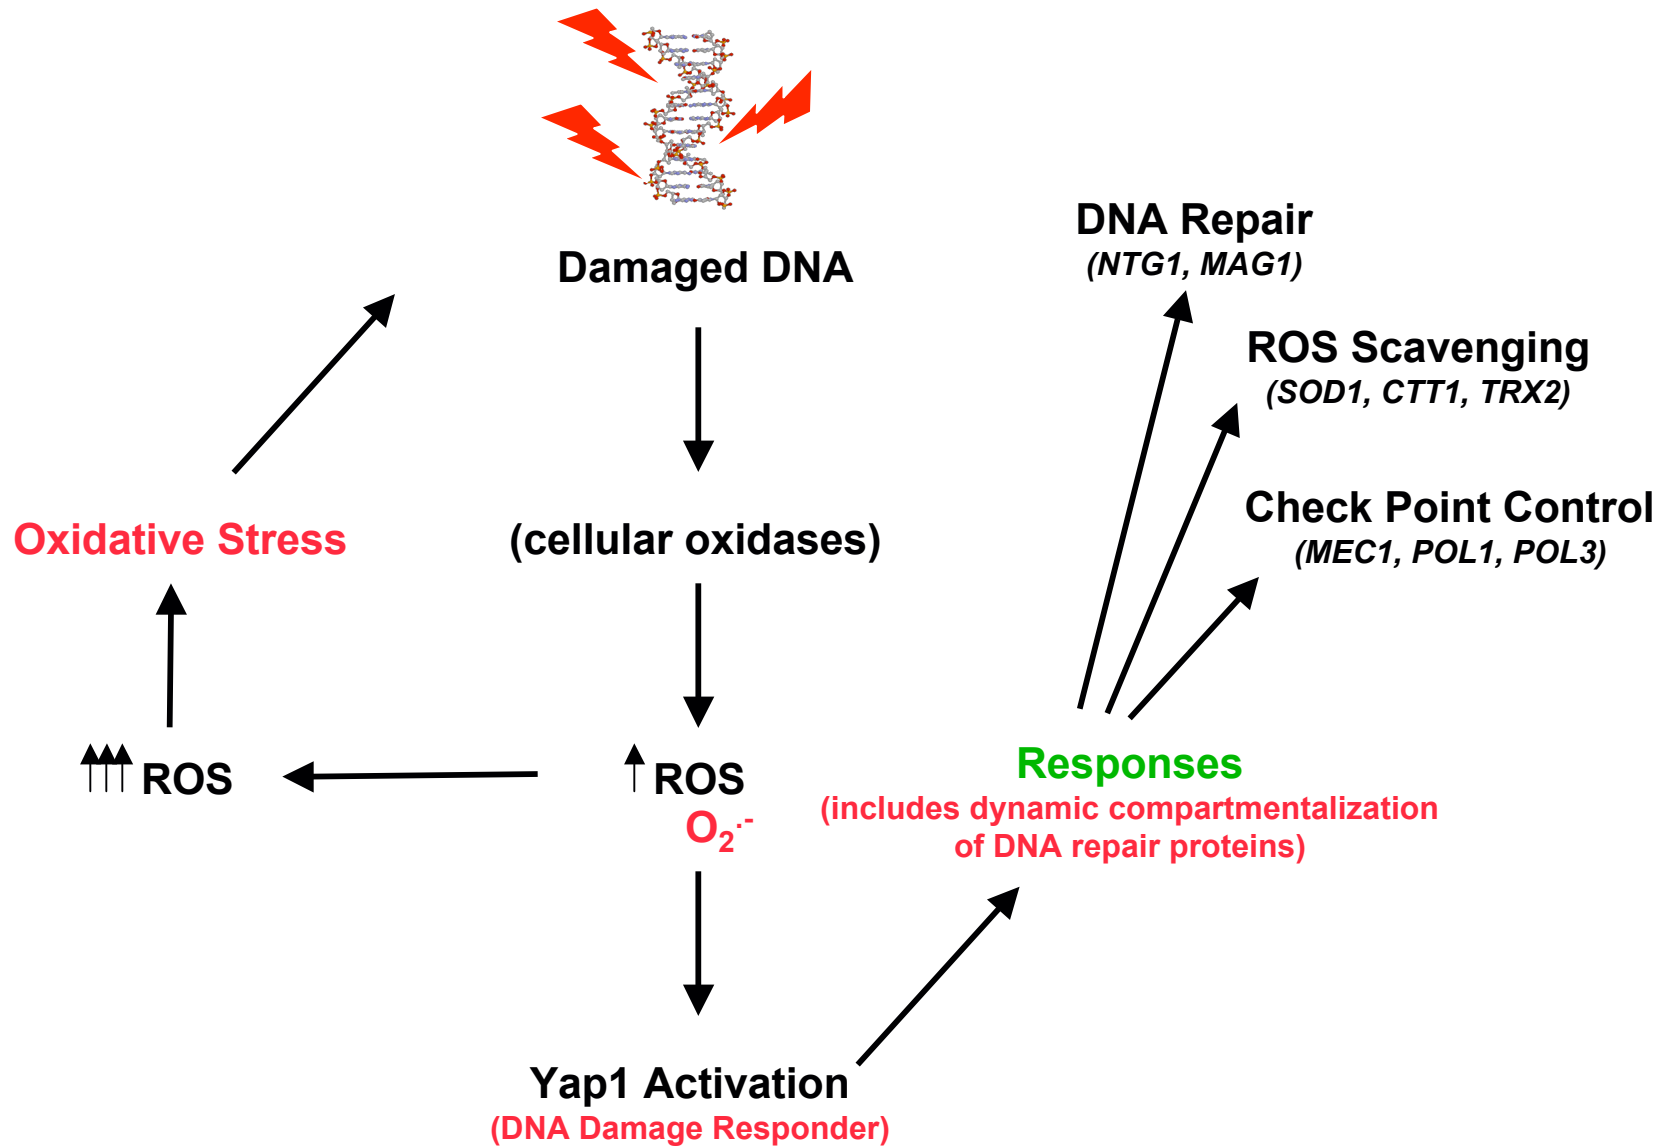 Damaged DNA
DNA Repair
(NTG1, MAG1)
ROS Scavenging
(SOD1, CTT1, TRX2)
Check Point Control
(MEC1, POL1, POL3)
Oxidative Stress
(cellular oxidases)
↑↑↑ ROS
↑ ROS
O₂·-
Responses
(includes dynamic compartmentalization
of DNA repair proteins)
Yap1 Activation
(DNA Damage Responder)